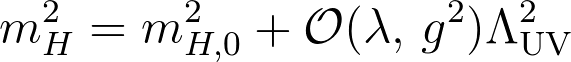 $m_H^2 = m_{H,0}^2 + \mathcal{O}(\lambda, g^2)\Lambda_{\mathrm{UV}}^2$